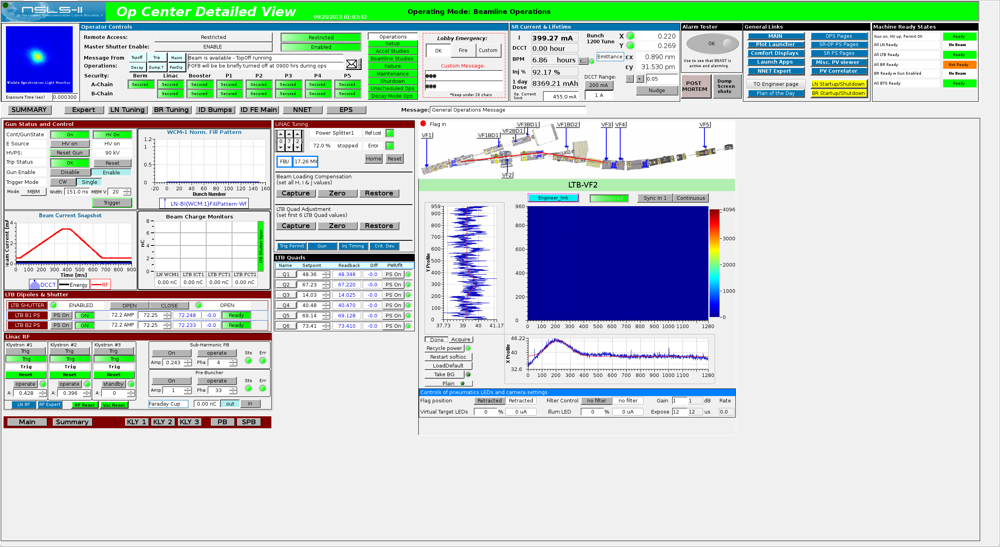 NSLS-II
NATIONAL SYNCHROTRON LIGHT SOURCE II
Op Center Detailed View
09/29/2018 01:03:42
Operating Mode: Beamline Operations
Visible Synchrotron Light Monitor
Exposure Time (sec) 0.000300
Operator Controls
Remote Access: Restricted Restricted
Master Shutter Enable: ENABLE Enabled
Message From Operations:
Topoff Trip Maint
Decay Dump:? PwrDip
Beam is available - TopOff running
FOFB will be be briefly turned off at 0900 hrs during ops
Security: Berm Linac Booster P1 P2 P3 P4 P5
A-Chain Secured Secured Secured Secured Secured Secured Secured Secured
B-Chain Secured Secured Secured Secured Secured Secured Secured
Operations
Setup
Accel Studies
Beamline Studies
Failure
Maintenance
Shutdown
Unscheduled Ops
Decay Mode Ops
Lobby Emergency:
OK Fire Custom
Custom Message:
###
###
*Keep under 20 chars
SR Current & Lifetime
I 399.27 mA
DCCT 0.00 hour
BPM 6.86 hours r...
Inj % 92.17 %
1 day Dose 8369.21 mAh
Op. Current limit 455.0 mA
Bunch 1200 Tune
X 0.220
Y 0.269
Emittance εx 0.890 nm
εy 31.530 pm
DCCT Range:
200 mA
1 A
- + 0.05
Nudge
Alarm Tester
OK
Use to see that BEAST is
active and alarming.
POST MORTEM
Dump Screen shots
General Links
MAIN OPS Pages
Plot Launcher SR-OP PS Pages
Comfort Displays SR PS Pages
Launch Apps Misc. PV viewer
NNET Expert PV Correlator
TO Engineer page LN Startup/Shutdown
Plan of the Day BR Startup/Shutdown
Machine Ready States
Gun on, HV up, Permit OK Ready
All LN Ready No Beam
All LTB Ready Ready
All BR Ready Not Ready
BR Ready w Gun Enabled No Beam
All BTS Ready Ready
SUMMARY Expert LN Tuning BR Tuning ID Bumps ID FE Main NNET EPS
Message: General Operations Message
Gun Status and Control
Cont/GunState On HV On
E Source HV on HV on
HVPS: Reset Gun 90 kV
Trip Status OK Reset
Gun Enable Disable Enable
Trigger Mode CW Single
Mode: MBM Width: 151.0 ns MBM V: 20
Trigger
WCM-1 Norm. Fill Pattern
1.2
1
0.5
0
-20 0 20 40 60 80 100 120 140 160
Bunch Number
LN-BI{WCM:1}FillPattern-Wf
Beam Current Snapshot
Beam Current [mA
4
2
0
0 100 200 300 400 500 600 700 800 900
Time [ms]
DCCT Energy RF
Beam Charge Monitors
nC
8
6
4
2
0
LTB Shutter Open
LN WCM1 LTB ICT1 LTB FCT1 LTB FCT2
0.00 nC 0.00 nC 0.00 nC 0.00 nC
LTB Dipoles & Shutter
LTB SHUTTER ENABLED OPEN CLOSE OPEN
LTB B1 PS PS On ON 72.2 AMP 72.25 72.248 -0.0 Ready
LTB B2 PS PS On ON 72.2 AMP 72.25 72.233 -0.0 Ready
Linac RF
Klystron #1 Klystron #2 Klystron #3
Trig Trig Trig
Trig Trig Trig
Trig Trig Trig
Reset Reset Reset
operate operate standby
A: 0.428 A: 0.396 A: 0
LN RF RF Expert RF Reset Vac Reset
Sub-Harmonic PB
On operate Sts Err
Amp: 0.243 Pha: 4
Pre-Buncher
On operate Sts Err
Amp: 1 Pha: 33
Faraday Cup 0.00 nC out in
Main Summary KLY 1 KLY 2 KLY 3 PB SPB
LINAC Tuning
0 7 2
Power Splitter1 Ref Lost
72.0 % stopped Error
FBU 17.26 MV Home Reset
Beam Loading Compensation
(set all H, I & J values)
Capture Zero Restore
LTB Quad Adjustment
(set first 6 LTB Quad values)
Capture Zero Restore
Trig Permit Gun Inj Timing Crit. Dev.
LTB Quads
Name Setpoint Readback Diff PWR/flt
Q1 48.36 48.348 -0.0 PS On
Q2 67.23 67.220 -0.0 PS On
Q3 14.03 14.025 -0.0 PS On
Q4 40.48 40.470 -0.0 PS On
Q5 69.14 69.128 -0.0 PS On
Q6 73.41 73.410 -0.0 PS On
Flag in
VF1 VF1BD1 VF2BD1 VF3BD1 VF1BD2 VF3 VF4 VF5
VF2
LTB-VF2
Engineer_link Connected Sync In 1 Continuous
Y Profile
959
900
800
700
600
500
400
300
200
100
0
37.73 39 40 41.17
960
800
600
400
200
0
0 100 200 300 400 500 600 700 800 900 1000 1100 1280
4096
3000
2000
1000
0
Done Acquire
Recycle power
Restart softioc
LoadDefault
Take BG
Plain
X Profile
46.22
40
32.6
0 100 200 300 400 500 600 700 800 900 1000 1100 1280
Controls of pneumatics LEDs and camera settings
Flag position Retracted Retracted Filter Control no filter no filter Gain 1 1 dB Rate
Virtual Target LEDs 0 % 0 uA Illum LED 0 % 0 uA Expose 12 12 us 0.0